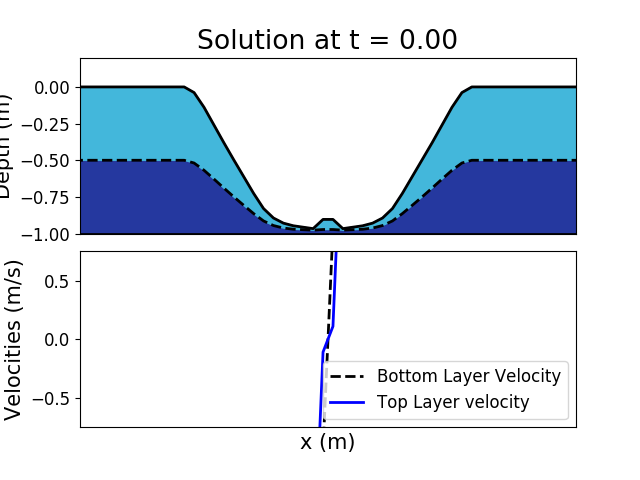 Solution at t = 0.00
Depth (m)
0.00
−0.25
−0.50
−0.75
−1.00
Velocities (m/s)
0.5
0.0
−0.5
Bottom Layer Velocity
Top Layer velocity
x (m)